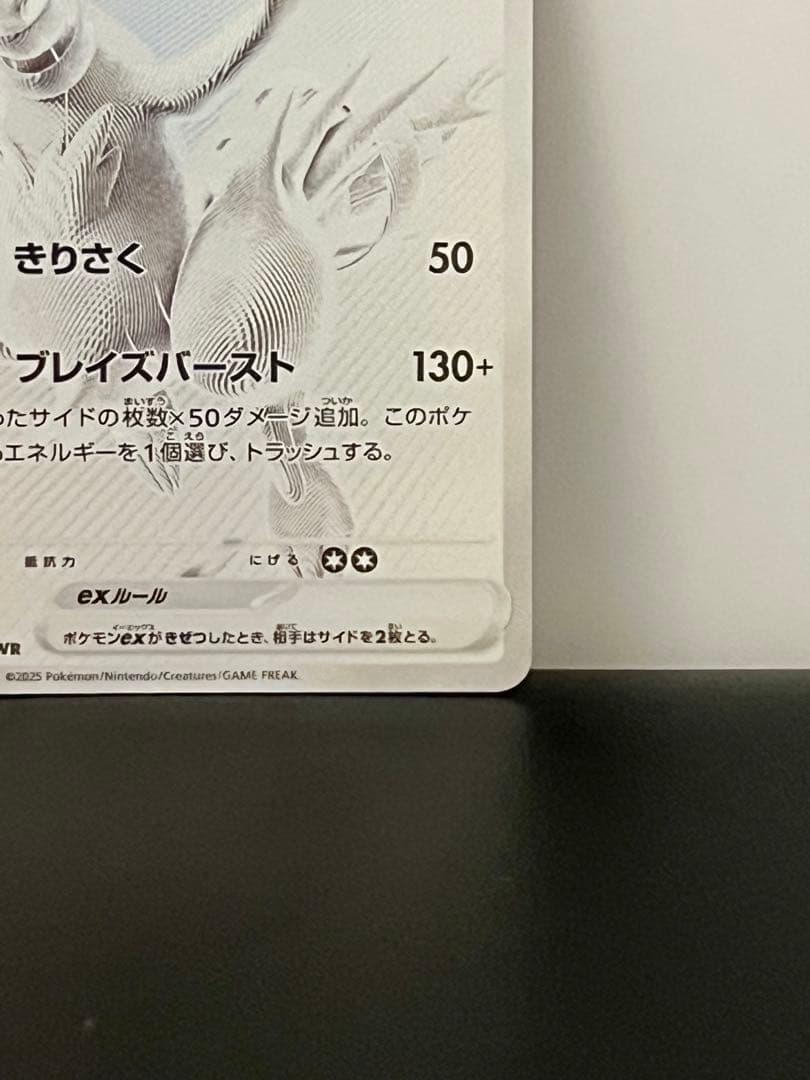 きりさく 50
ブレイズバースト 130+
ったサイドの枚数×50ダメージ追加。このポケ
エネルギーを1個選び、トラッシュする。
抵抗力 にげる
exルール
ポケモンexがきぜつしたとき、相手はサイドを2枚とる。
©2025 Pokémon/Nintendo/Creatures/GAME FREAK